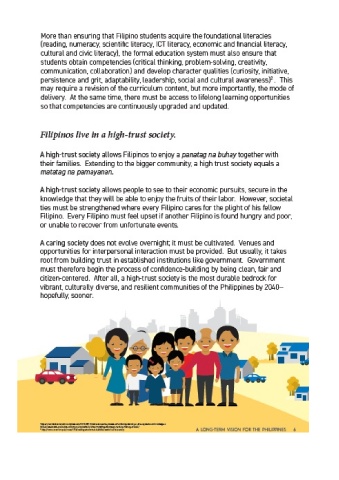 More than ensuring that Filipino students acquire the foundational literacies
(reading, numeracy, scientific literacy, ICT literacy, economic and financial literacy,
cultural and civic literacy), the formal education system must also ensure that
students obtain competencies (critical thinking, problem-solving, creativity,
communication, collaboration) and develop character qualities (curiosity, initiative,
persistence and grit, adaptability, leadership, social and cultural awareness). This
may require a revision of the curriculum content, but more importantly, the mode of
delivery. At the same time, there must be access to lifelong learning opportunities
so that competencies are continuously upgraded and updated.
Filipinos live in a high-trust society.
A high-trust society allows Filipinos to enjoy a panatag na buhay together with
their families. Extending to the bigger community, a high trust society equals a
matatag na pamayanan.
A high-trust society allows people to see to their economic pursuits, secure in the
knowledge that they will be able to enjoy the fruits of their labor. However, societal
ties must be strengthened where every Filipino cares for the plight of his fellow
Filipino. Every Filipino must feel upset if another Filipino is found hungry and poor,
or unable to recover from unfortunate events.
A caring society does not evolve overnight; it must be cultivated. Venues and
opportunities for interpersonal interaction must be provided. But usually, it takes
root from building trust in established institutions like government. Government
must therefore begin the process of confidence-building by being clean, fair and
citizen-centered. After all, a high-trust society is the most durable bedrock for
vibrant, culturally diverse, and resilient communities of the Philippines by 2040—
hopefully, sooner.
A LONG-TERM VISION FOR THE PHILIPPINES